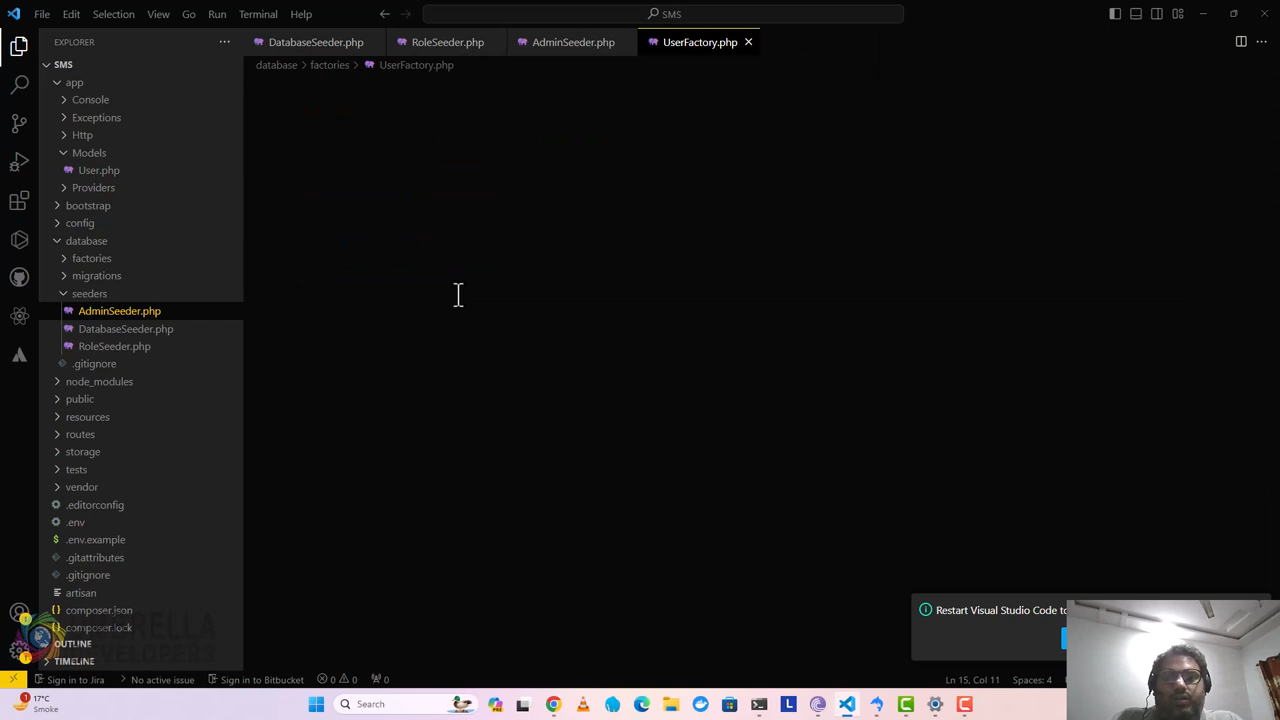 File Edit Selection View Go Run Terminal Help
SMS
EXPLORER
DatabaseSeeder.php
RoleSeeder.php
AdminSeeder.php
UserFactory.php
database > factories > UserFactory.php
SMS
app
Console
Exceptions
Http
Models
User.php
Providers
bootstrap
config
database
factories
migrations
seeders
AdminSeeder.php
DatabaseSeeder.php
RoleSeeder.php
.gitignore
node_modules
public
resources
routes
storage
tests
vendor
.editorconfig
.env
.env.example
.gitattributes
.gitignore
artisan
composer.json
composer.lock
OUTLINE
TIMELINE
DEVELOPERS
Restart Visual Studio Code to
Sign in to Jira
No active issue
Sign in to Bitbucket
0
0
0
Ln 15, Col 11
Spaces: 4
17°C
Smoke
Search